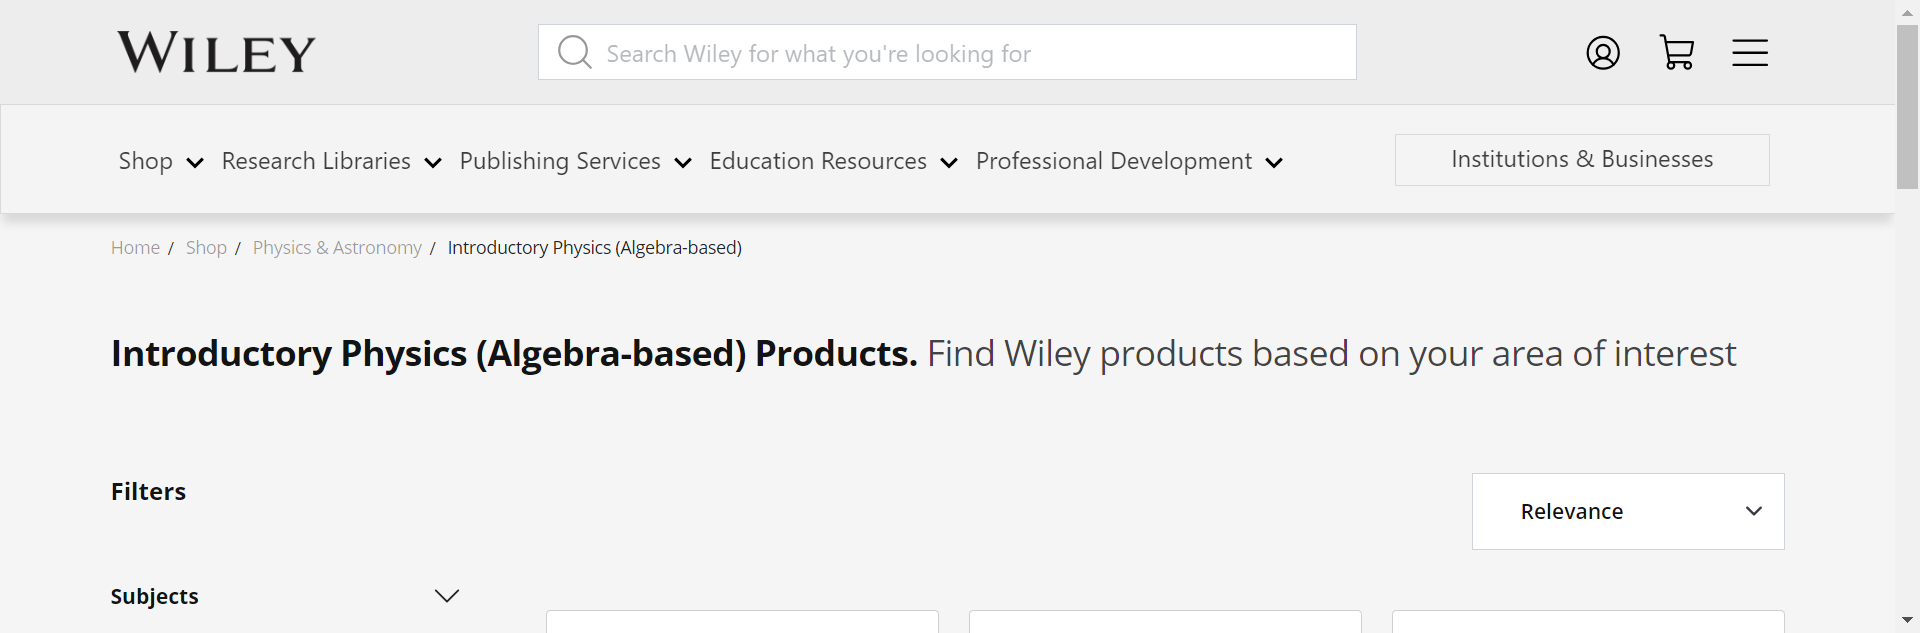 WILEY
Search Wiley for what you're looking for
Shop Research Libraries Publishing Services Education Resources Professional Development Institutions & Businesses
Home / Shop / Physics & Astronomy / Introductory Physics (Algebra-based)
Introductory Physics (Algebra-based) Products. Find Wiley products based on your area of interest
Filters
Relevance
Subjects